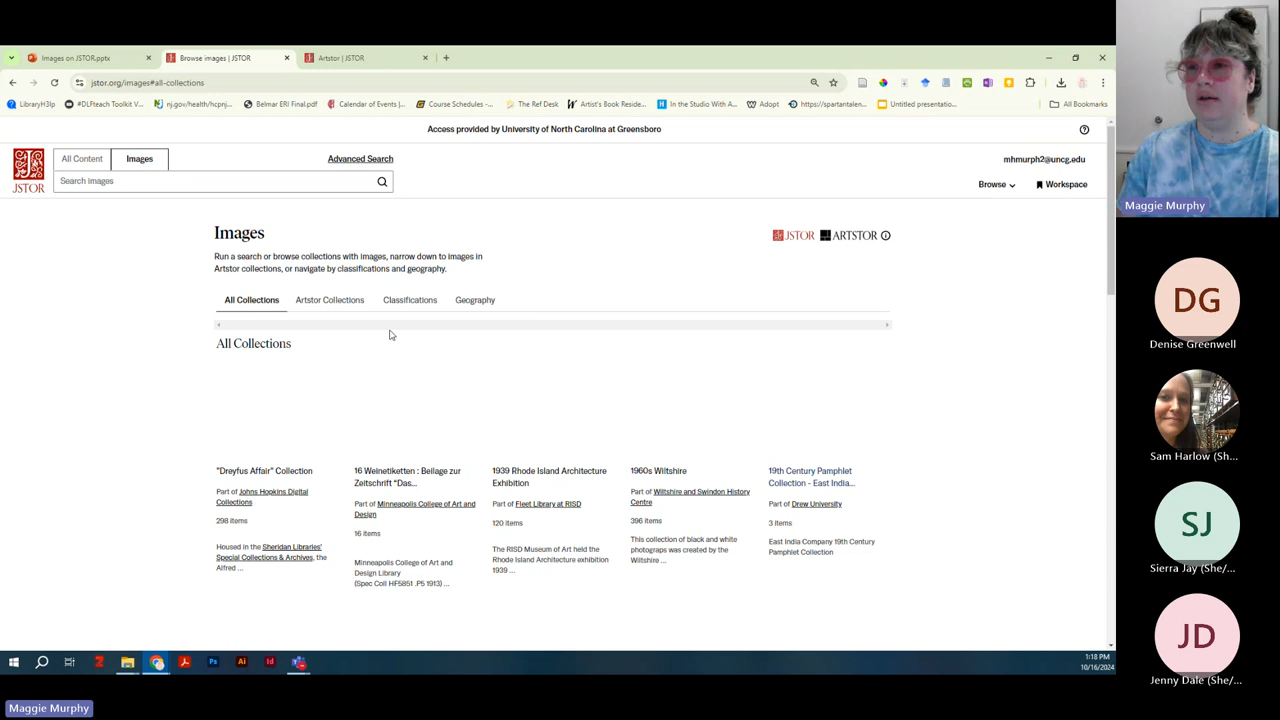 Images on JSTOR.pptx
Browse images | JSTOR
Artstor | JSTOR
jstor.org/images#all-collections
LibraryH3lp
#DLFteach Toolkit V...
nj.gov/health/hcpnj...
Belmar ERI Final.pdf
Calendar of Events |...
Course Schedules -...
The Ref Desk
Artist's Book Reside...
In the Studio With A...
Adopt
https://spartantalen...
Untitled presentatio...
All Bookmarks
Access provided by University of North Carolina at Greensboro
All Content
Images
Advanced Search
mhmurph2@uncg.edu
JSTOR
Search Images
Browse
Workspace
Images
JSTOR ARTSTOR
Run a search or browse collections with images, narrow down to images in
Artstor collections, or navigate by classifications and geography.
All Collections
Artstor Collections
Classifications
Geography
All Collections
"Dreyfus Affair" Collection
Part of Johns Hopkins Digital
Collections
298 items
Housed in the Sheridan Libraries'
Special Collections & Archives, the
Alfred ...
16 Weinetiketten : Beilage zur
Zeitschrift "Das...
Part of Minneapolis College of Art and
Design
16 items
Minneapolis College of Art and
Design Library
(Spec Coll HF5851 .P5 1913) ...
1939 Rhode Island Architecture
Exhibition
Part of Fleet Library at RISD
120 items
The RISD Museum of Art held the
Rhode Island Architecture exhibition
1939 ...
1960s Wiltshire
Part of Wiltshire and Swindon History
Centre
396 items
This collection of black and white
photograps was created by the
Wiltshire ...
19th Century Pamphlet
Collection - East India...
Part of Drew University
3 items
East India Company 19th Century
Pamphlet Collection
Ps
Ai
Id
1:18 PM
10/16/2024
Maggie Murphy
Maggie Murphy
DG
Denise Greenwell
Sam Harlow (Sh...
SJ
Sierra Jay (She/...
JD
Jenny Dale (She/...